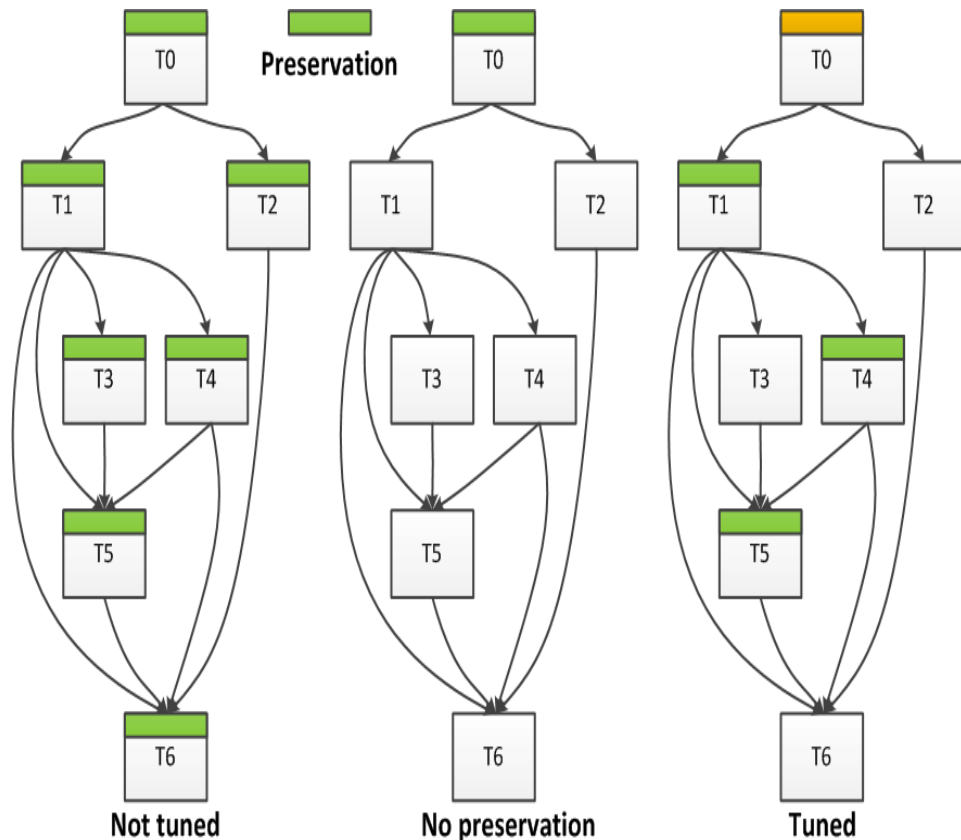 T0
Preservation
T0
T0
T1
T2
T1
T2
T1
T2
T3
T4
T3
T4
T3
T4
T5
T5
T5
T6
T6
T6
Not tuned
No preservation
Tuned